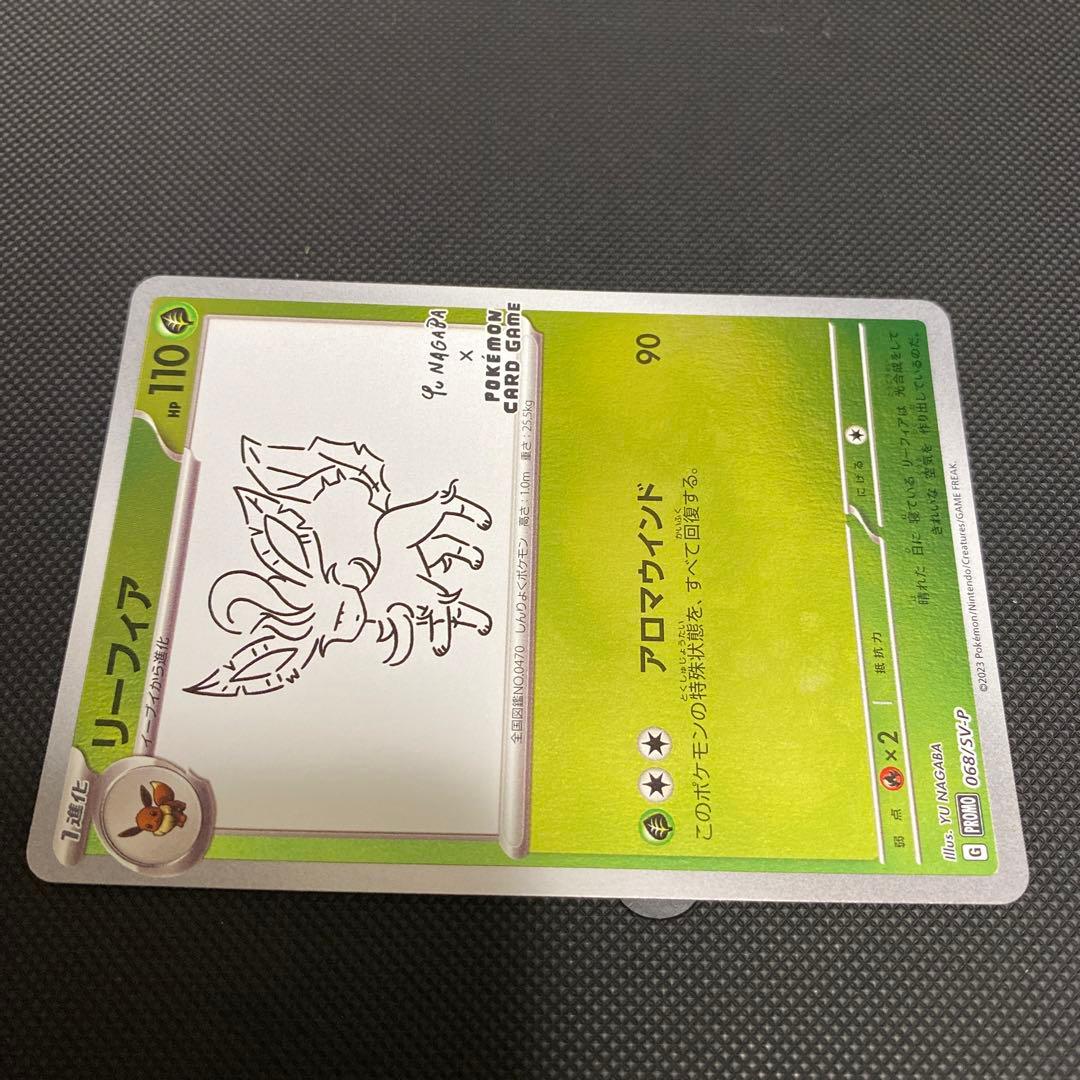 1進化
リーフィア
HP 110
イーブイから進化
Yu NAGABA
×
POKÉMON
CARD GAME
全国図鑑NO.0470 しんりょくポケモン 高さ：1.0m 重さ：25.5kg
アロマウインド 90
このポケモンの特殊状態を、すべて回復する。
弱点 ×2 抵抗力 にげる
Illus. YU NAGABA
G PROMO 068/SV-P
晴れた 日に 寝ている リーフィアは 光合成をして
きれいな 空気を 作り出しているのだ。
©2023 Pokémon/Nintendo/Creatures/GAME FREAK.